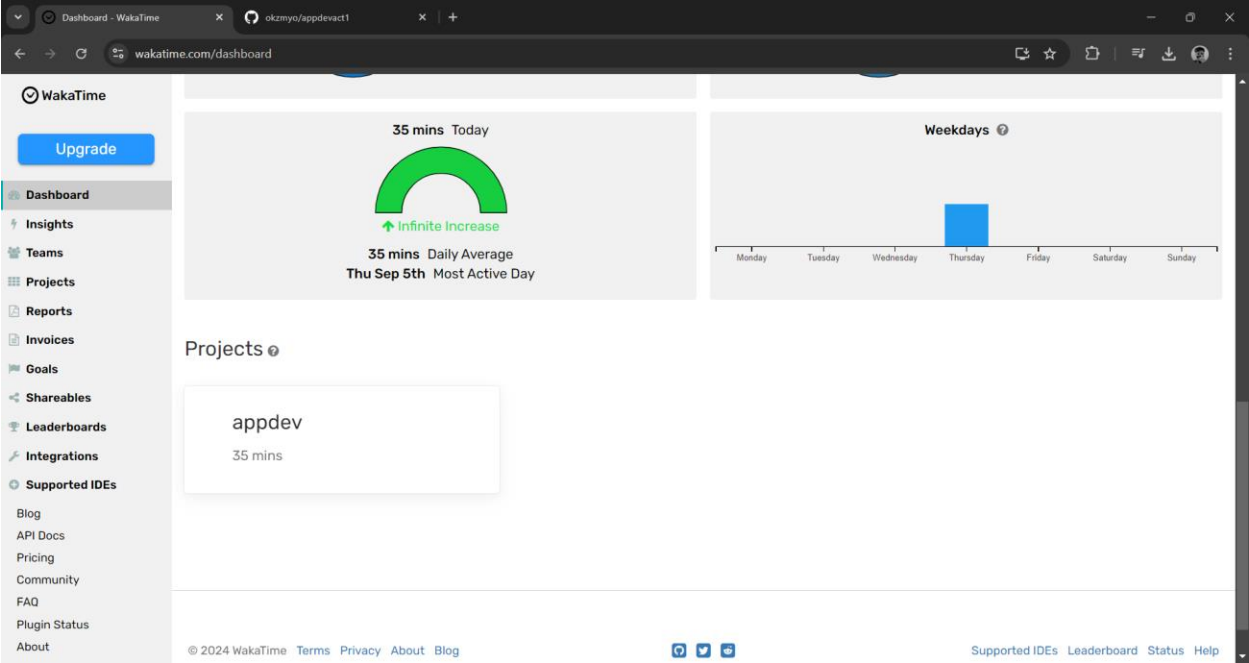 Dashboard - WakaTime
okzmyo/appdevact1
wakatime.com/dashboard
WakaTime
Upgrade
Dashboard
Insights
Teams
Projects
Reports
Invoices
Goals
Shareables
Leaderboards
Integrations
Supported IDEs
Blog
API Docs
Pricing
Community
FAQ
Plugin Status
About
35 mins Today
Infinite Increase
35 mins Daily Average
Thu Sep 5th Most Active Day
Weekdays
Monday Tuesday Wednesday Thursday Friday Saturday Sunday
Projects
appdev
35 mins
© 2024 WakaTime Terms Privacy About Blog
Supported IDEs Leaderboard Status Help